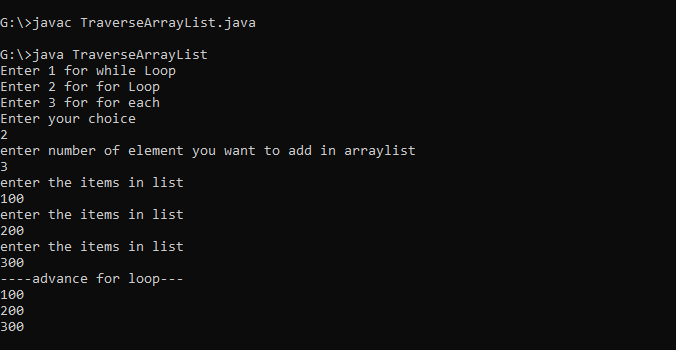 G:\>javac TraverseArrayList.java
G:\>java TraverseArrayList
Enter 1 for while Loop
Enter 2 for for Loop
Enter 3 for for each
Enter your choice
2
enter number of element you want to add in arraylist
3
enter the items in list
100
enter the items in list
200
enter the items in list
300
----advance for loop---
100
200
300